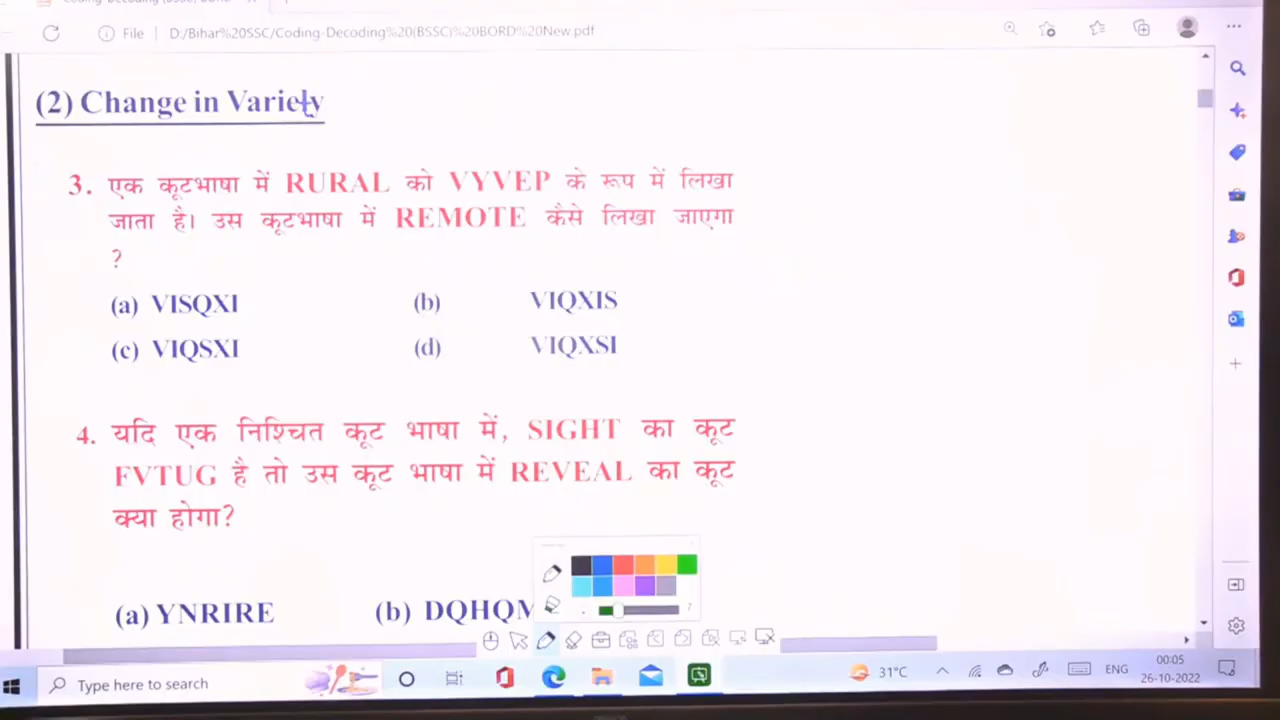 File D:/Bihar%20SSC/Coding-Decoding%20(BSSC)%20BORD%20New.pdf
(2) Change in Variety
3. एक कूटभाषा में RURAL को VYVEP के रूप में लिखा
जाता है। उस कूटभाषा में REMOTE कैसे लिखा जाएगा
?
(a) VISQXI (b) VIQXIS
(c) VIQSXI (d) VIQXSI
4. यदि एक निश्चित कूट भाषा में, SIGHT का कूट
FVTUG है तो उस कूट भाषा में REVEAL का कूट
क्या होगा?
(a) YNRIRE (b) DQHQM
7
Type here to search 31°C ENG 00:05
26-10-2022